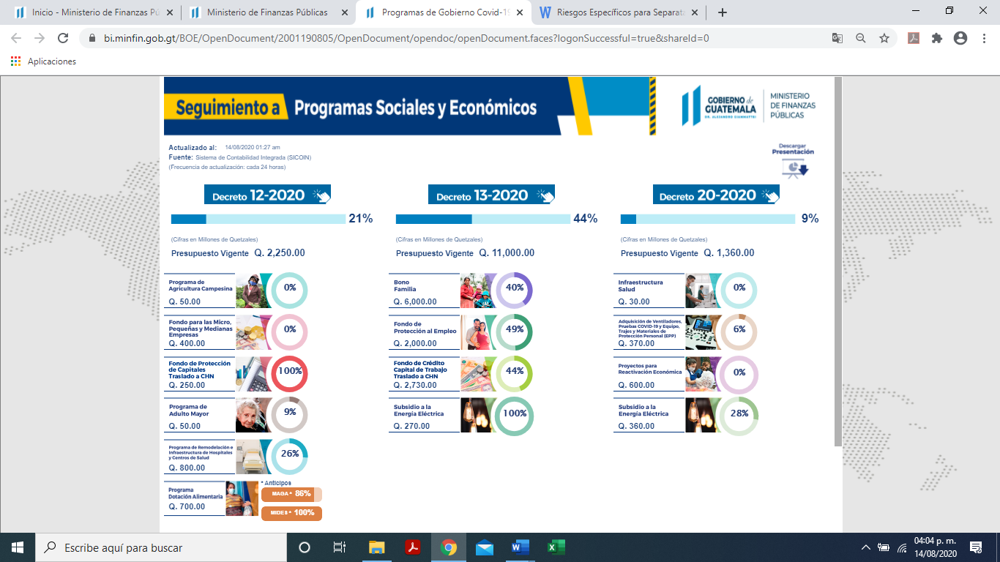 Inicio - Ministerio de Finanzas Pú
Ministerio de Finanzas Públicas
Programas de Gobierno Covid-19
Riesgos Específicos para Separata
bi.minfin.gob.gt/BOE/OpenDocument/2001190805/OpenDocument/opendoc/openDocument.faces?logonSuccessful=true&shareId=0
Aplicaciones
Seguimiento a Programas Sociales y Económicos
GOBIERNO de
GUATEMALA
DR. ALEJANDRO GIAMMATTEI
MINISTERIO
DE FINANZAS
PÚBLICAS
Actualizado al: 14/08/2020 01:27 am
Fuente: Sistema de Contabilidad Integrada (SICOIN)
(Frecuencia de actualización: cada 24 horas)
Descargar
Presentación
Decreto 12-2020
21%
(Cifras en Millones de Quetzales)
Presupuesto Vigente Q. 2,250.00
Programa de
Agricultura Campesina
Q. 50.00
0%
Fondo para las Micro,
Pequeñas y Medianas
Empresas
Q. 400.00
0%
Fondo de Protección
de Capitales
Traslado a CHN
Q. 250.00
100%
Programa de
Adulto Mayor
Q. 50.00
9%
Programa de Remodelación e
Infraestructura de Hospitales
y Centros de Salud
Q. 800.00
26%
Programa
Dotación Alimentaria
Q. 700.00
* Anticipos
MAGA * 86%
MIDES * 100%
Decreto 13-2020
44%
(Cifras en Millones de Quetzales)
Presupuesto Vigente Q. 11,000.00
Bono
Familia
Q. 6,000.00
40%
Fondo de
Protección al Empleo
Q. 2,000.00
49%
Fondo de Crédito
Capital de Trabajo
Traslado a CHN
Q. 2,730.00
44%
Subsidio a la
Energía Eléctrica
Q. 270.00
100%
Decreto 20-2020
9%
(Cifras en Millones de Quetzales)
Presupuesto Vigente Q. 1,360.00
Infraestructura
Salud
Q. 30.00
0%
Adquisición de Ventiladores,
Pruebas COVID-19 y Equipo,
Trajes y Materiales de
Protección Personal (EPP)
Q. 370.00
6%
Proyectos para
Reactivación Económica
Q. 600.00
0%
Subsidio a la
Energía Eléctrica
Q. 360.00
28%
Escribe aquí para buscar
04:04 p. m.
14/08/2020